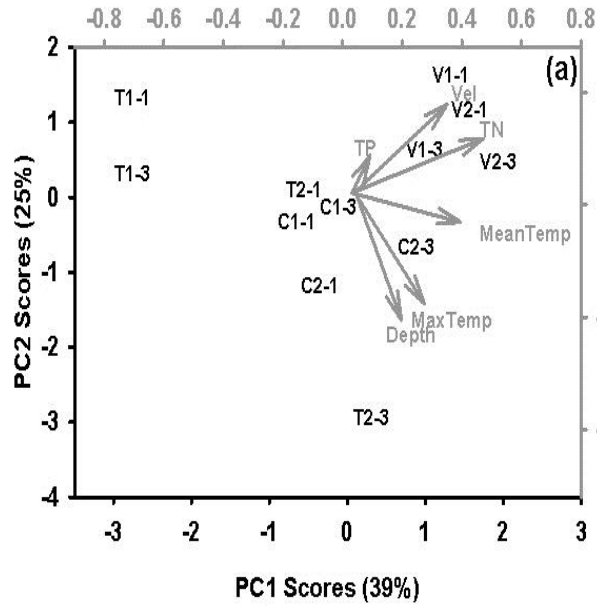 -0.8 -0.6 -0.4 -0.2 0.0 0.2 0.4 0.6 0.8
(a)
2
1
0
-1
-2
-3
-4
PC2 Scores (25%)
V1-1
T1-1
Vel
V2-1
TN
TP
V1-3
V2-3
T1-3
T2-1
C1-3
C1-1
MeanTemp
C2-3
C2-1
MaxTemp
Depth
T2-3
-3 -2 -1 0 1 2 3
PC1 Scores (39%)